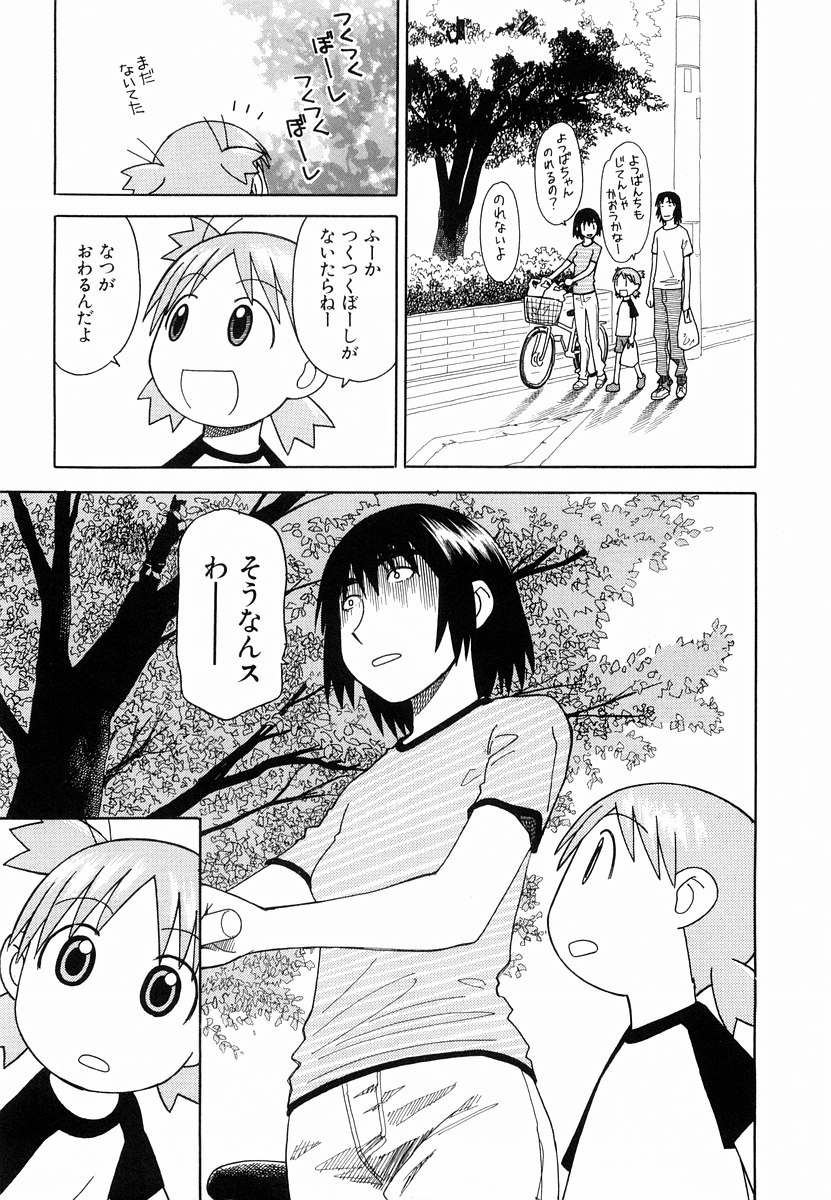 よつばんちも
じてんしゃ
かおうかなー
よつばちゃん
のれるの?
のれないよ
つくつく
ぼーし
つくつく
ぼーし
まだ
ないてた
ふーか
つくつくぼーしが
ないたらねー
なつが
おわるんだよ
そうなんス
わーー